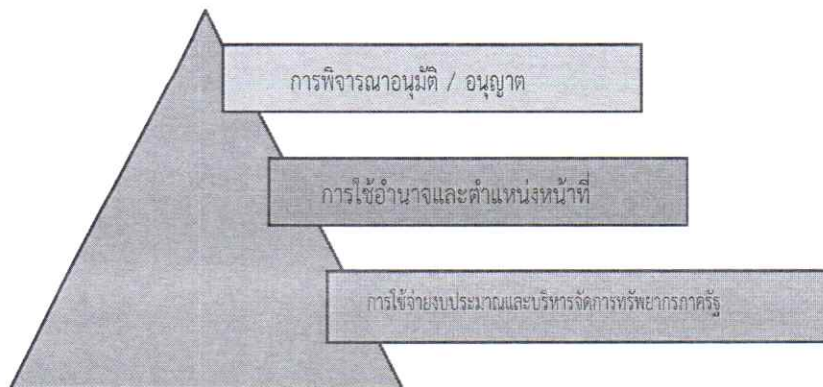 การพิจารณาอนุมัติ / อนุญาต
การใช้อำนาจและตำแหน่งหน้าที่
การใช้จ่ายงบประมาณและบริหารจัดการทรัพยากรภาครัฐ